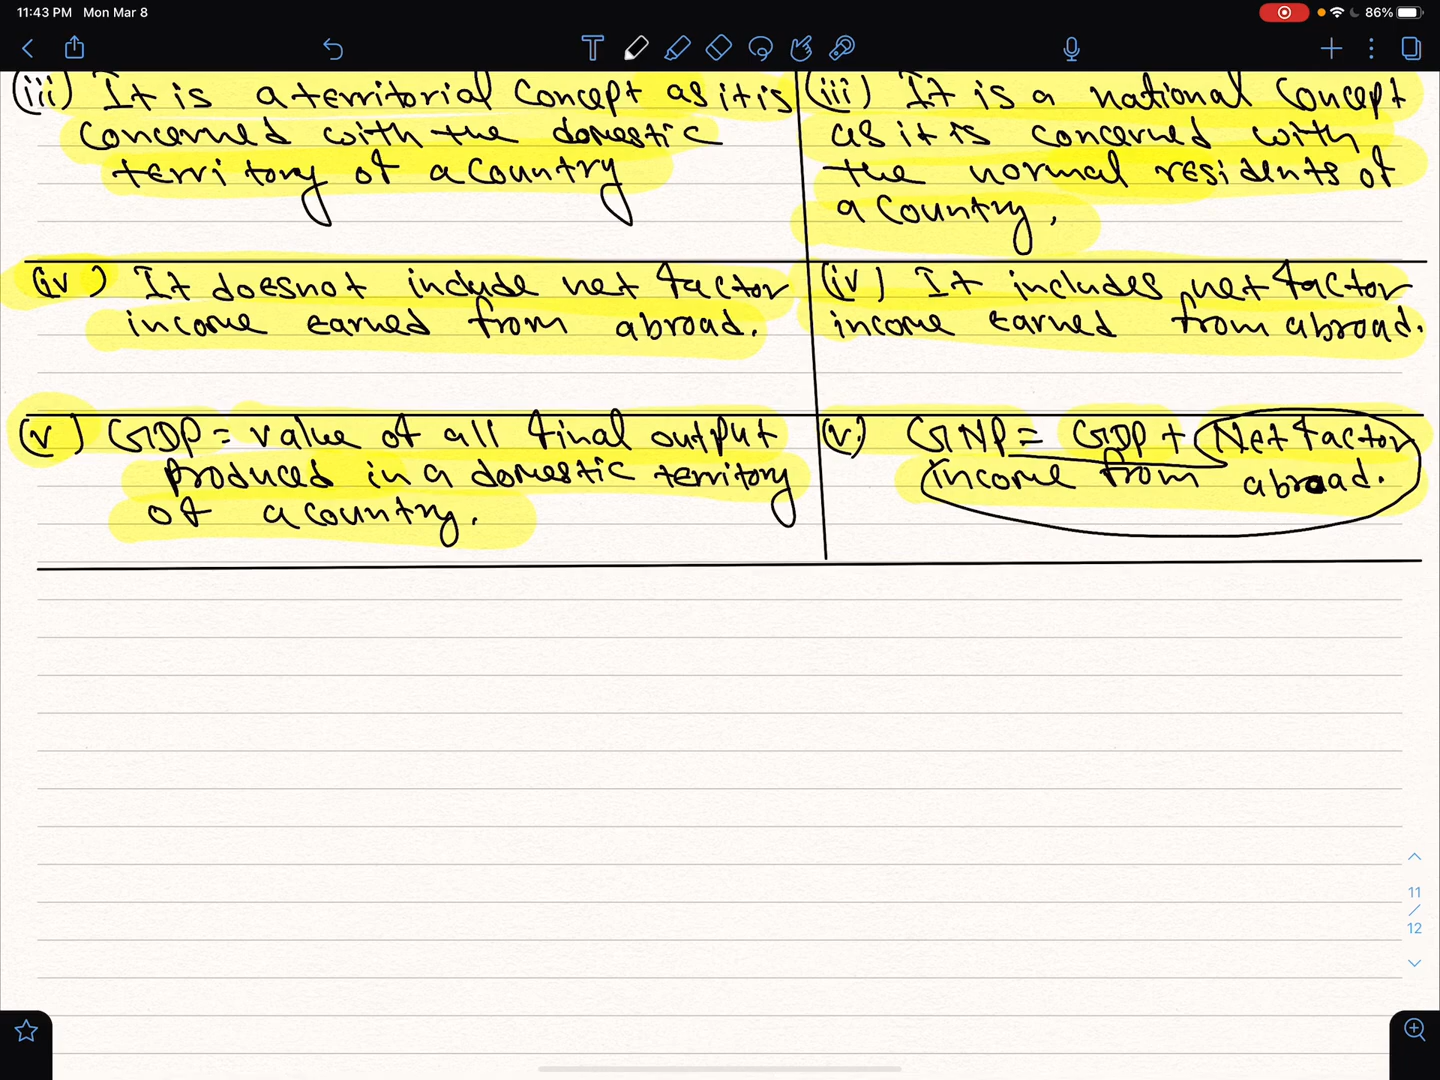 11:43 PM Mon Mar 8
86%
(iii) It is a territorial concept as it is
concerned with the domestic
territory of a country
(iii) It is a national concept
as it is concerned with
the normal residents of
a country.
(iv) It doesnot include net factor
income earned from abroad.
(iv) It includes net factor
income earned from abroad.
(v) GDP = value of all final output
produced in a domestic territory
of a country.
(v) GNP = GDP + Net factor
income from abroad.
11
/
12